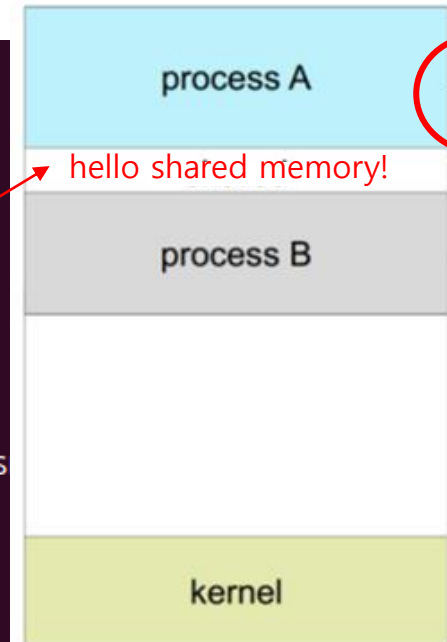 process A
hello shared memory!
process B
s
kernel